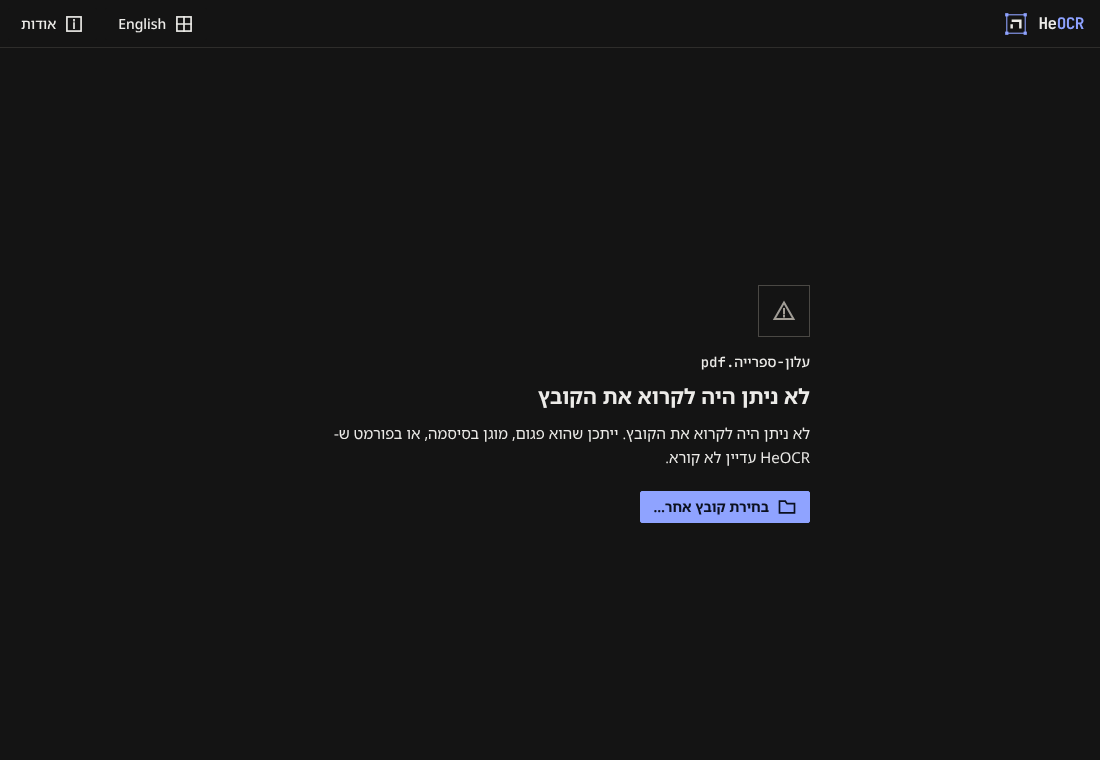 HeOCR
English
אודות
עלון-ספרייה.pdf
לא ניתן היה לקרוא את הקובץ
לא ניתן היה לקרוא את הקובץ. ייתכן שהוא פגום, מוגן בסיסמה, או בפורמט ש-
HeOCR עדיין לא קורא.
בחירת קובץ אחר...